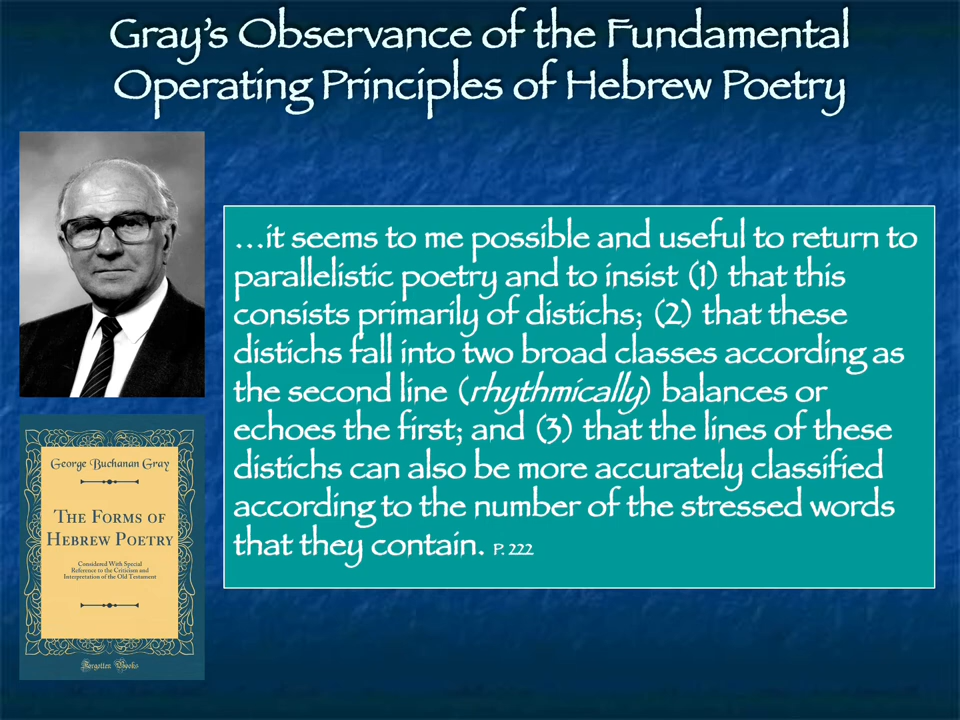 Gray's Observance of the Fundamental
Operating Principles of Hebrew Poetry
...it seems to me possible and useful to return to
parallelistic poetry and to insist (1) that this
consists primarily of distichs; (2) that these
distichs fall into two broad classes according as
the second line (rhythmically) balances or
echoes the first; and (3) that the lines of these
distichs can also be more accurately classified
according to the number of the stressed words
that they contain. P. 222
George Buchanan Gray
The Forms of
Hebrew Poetry
Considered With Special
Reference to the Criticism and
Interpretation of the Old Testament
Forgotten Books